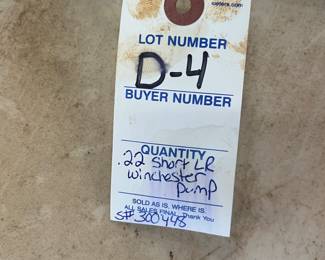 LOT NUMBER
D-4
BUYER NUMBER
QUANTITY
.22 short LR
winchester
pump
SOLD AS IS. WHERE IS.
ALL SALES FINAL. Thank You
S# 300448